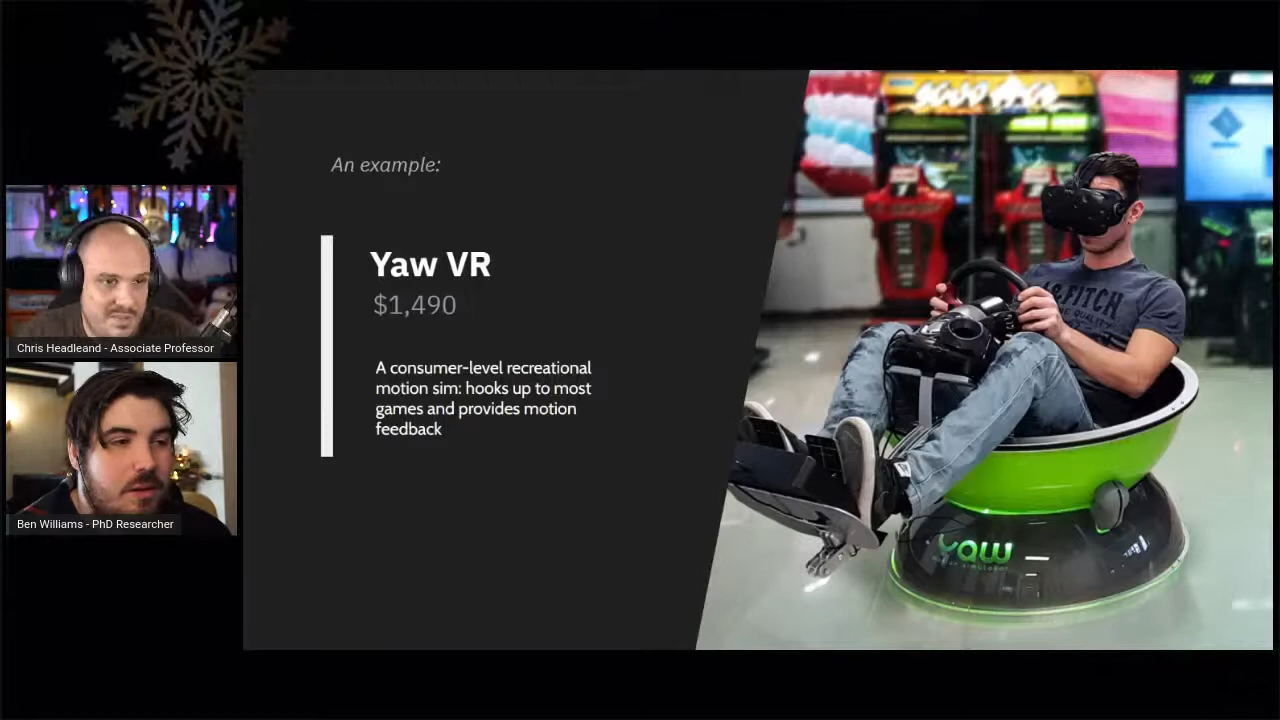 An example:
Yaw VR
$1,490
A consumer-level recreational
motion sim: hooks up to most
games and provides motion
feedback
Chris Headleand - Associate Professor
Ben Williams - PhD Researcher
yaw